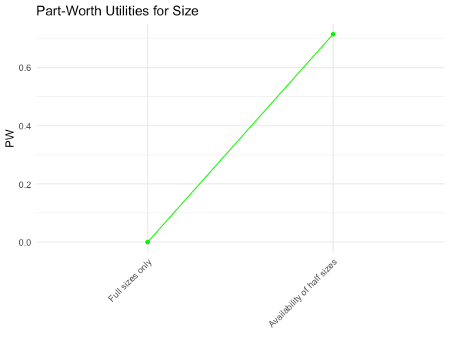 Part-Worth Utilities for Size
PW
0.6
0.4
0.2
0.0
Full sizes only
Availability of half sizes